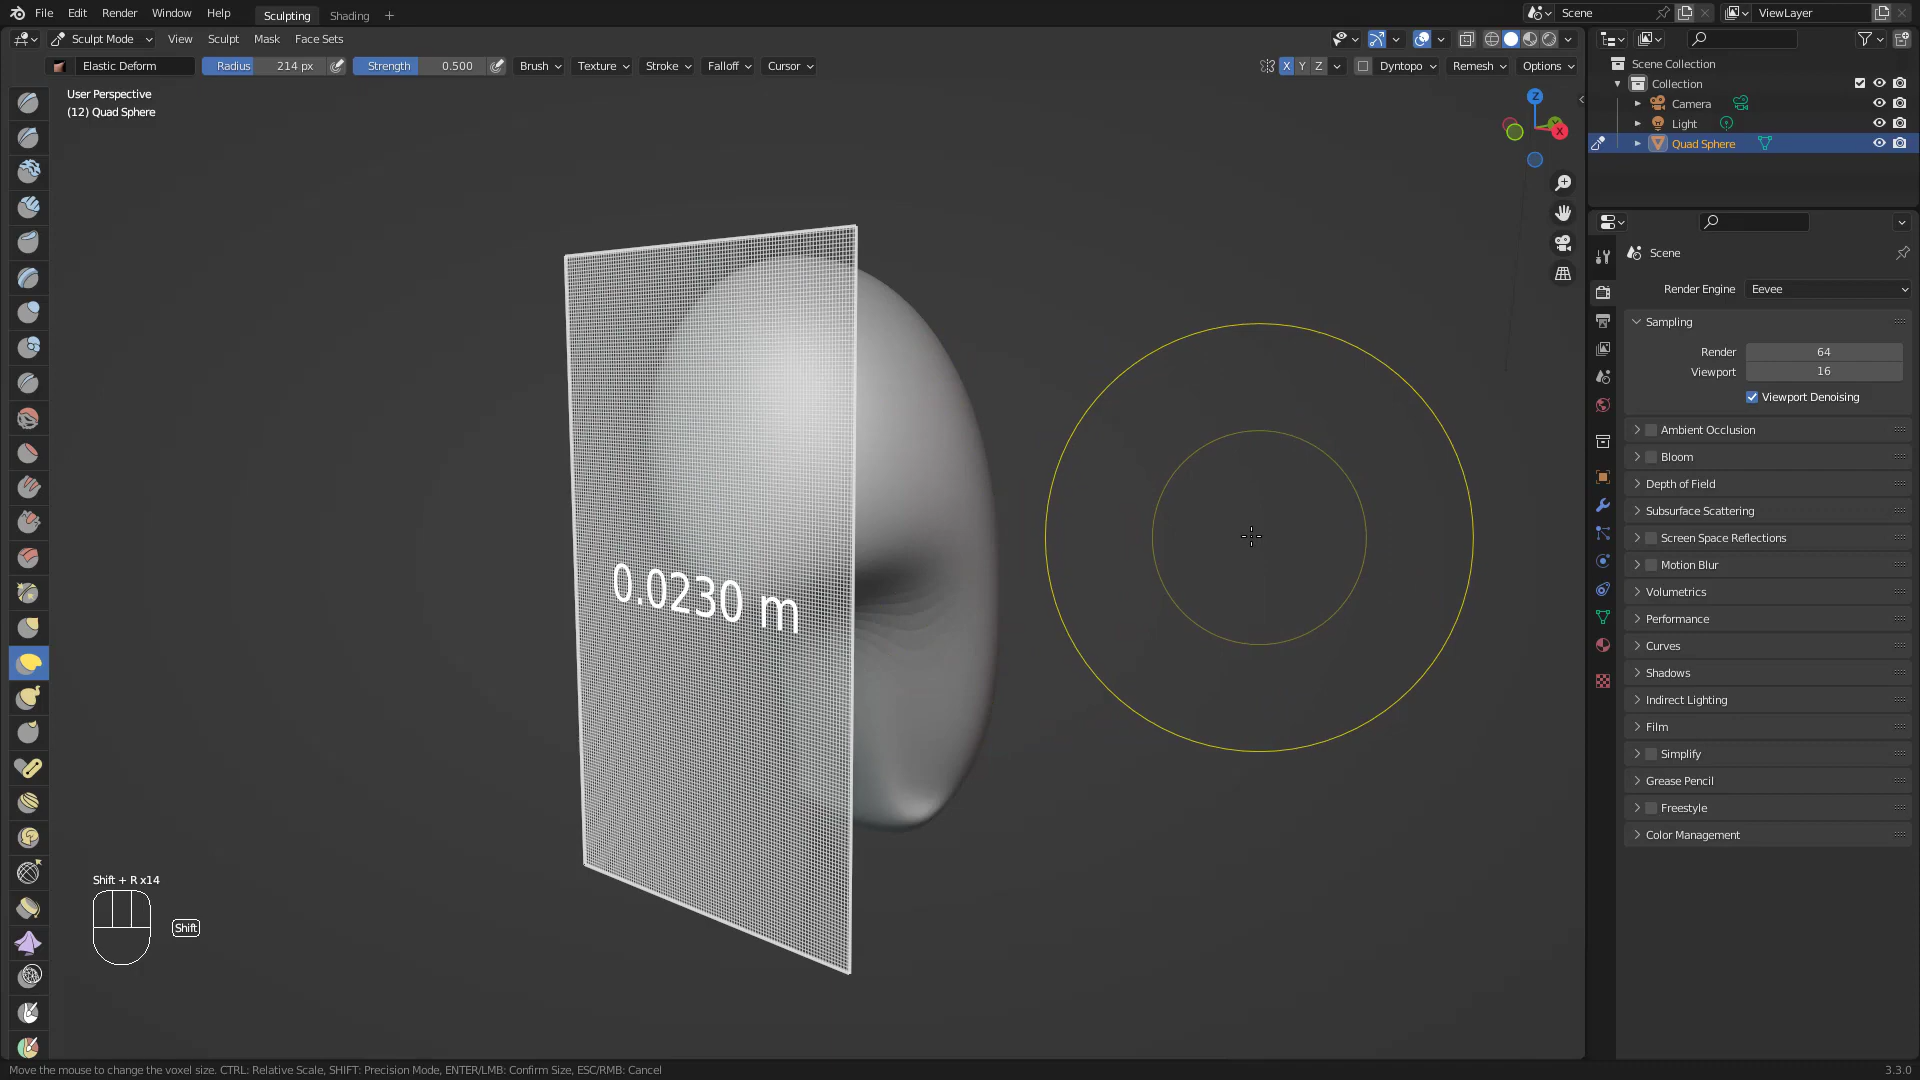 File Edit Render Window Help Sculpting Shading + Scene ViewLayer
Sculpt Mode View Sculpt Mask Face Sets
Elastic Deform Radius 214 px Strength 0.500 Brush Texture Stroke Falloff Cursor X Y Z Dyntopo Remesh Options
User Perspective
(12) Quad Sphere
Z
Y
X
0.0230 m
Shift + R x14
Shift
Scene Collection
Collection
Camera
Light
Quad Sphere
Scene
Render Engine Eevee
Sampling
Render 64
Viewport 16
Viewport Denoising
Ambient Occlusion
Bloom
Depth of Field
Subsurface Scattering
Screen Space Reflections
Motion Blur
Volumetrics
Performance
Curves
Shadows
Indirect Lighting
Film
Simplify
Grease Pencil
Freestyle
Color Management
Move the mouse to change the voxel size. CTRL: Relative Scale, SHIFT: Precision Mode, ENTER/LMB: Confirm Size, ESC/RMB: Cancel 3.3.0